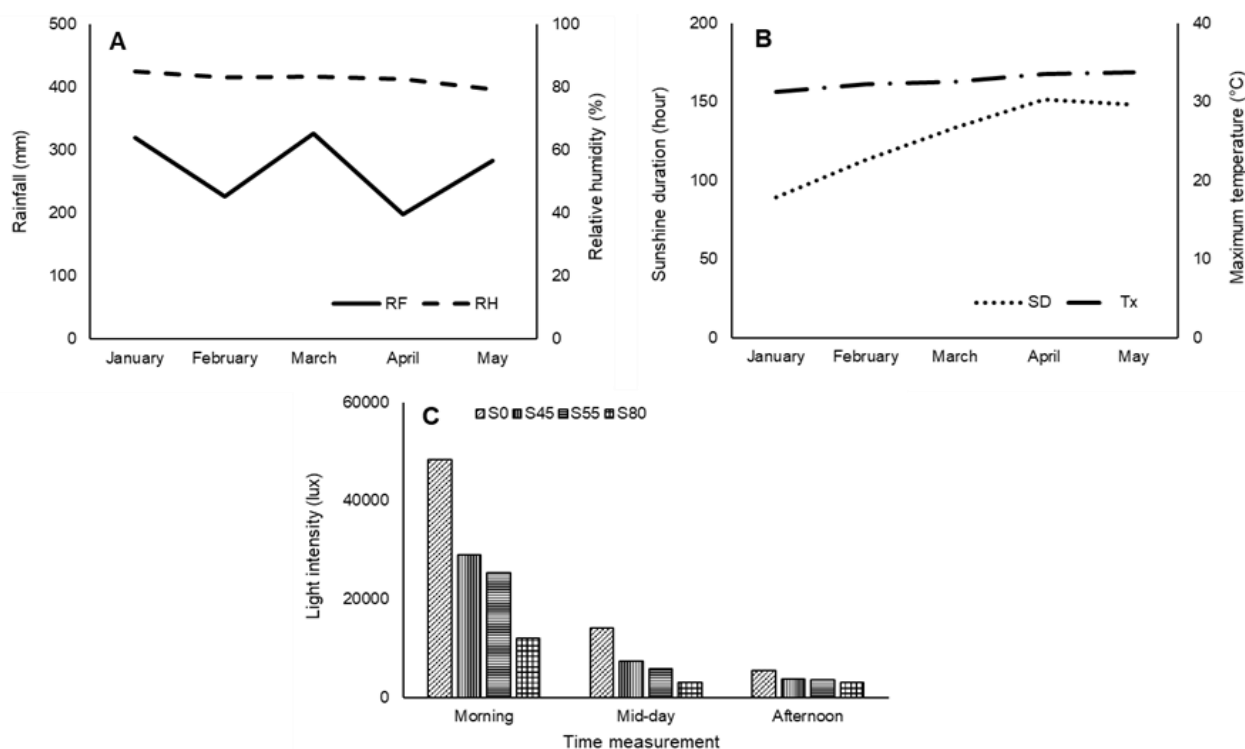 A
Rainfall (mm)
500
400
300
200
100
0
Relative humidity (%)
100
80
60
40
20
0
RF RH
January February March April May
B
Sunshine duration (hour)
200
150
100
50
0
Maximum temperature (°C)
40
30
20
10
0
SD Tx
January February March April May
C
S0 S45 S55 S80
Light intensity (lux)
60000
40000
20000
0
Morning Mid-day Afternoon
Time measurement